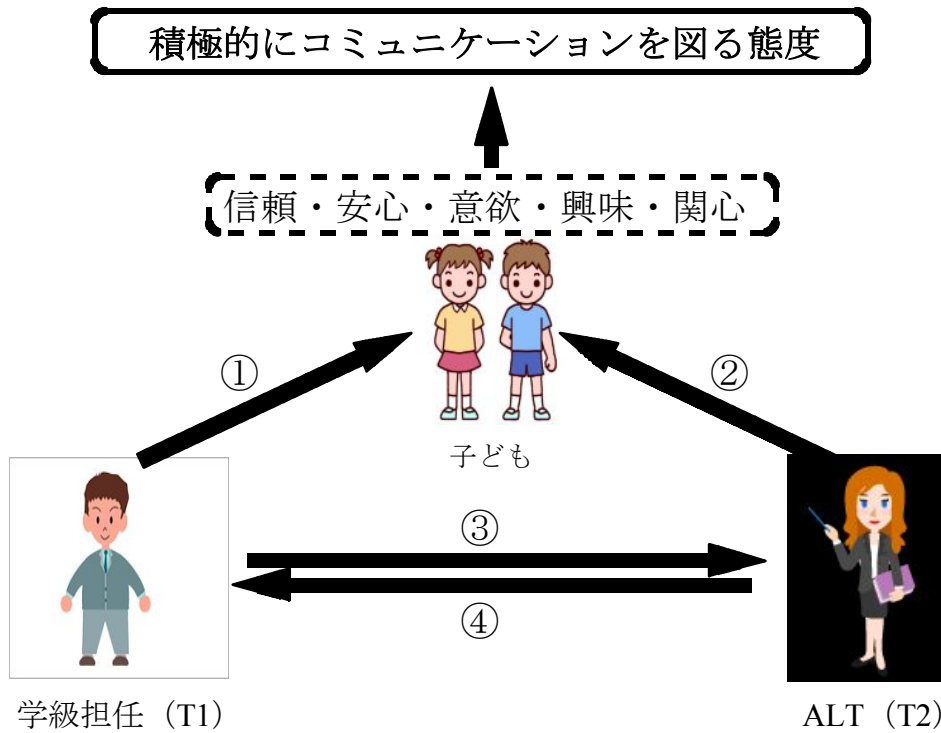 積極的にコミュニケーションを図る態度
信頼・安心・意欲・興味・関心
①
②
子ども
③
④
学級担任（T1）
ALT（T2）